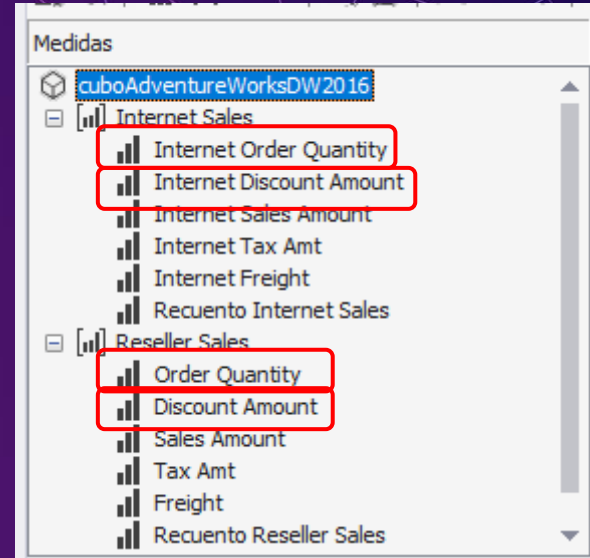 Medidas
cuboAdventureWorksDW2016
Internet Sales
Internet Order Quantity
Internet Discount Amount
Internet Sales Amount
Internet Tax Amt
Internet Freight
Recuento Internet Sales
Reseller Sales
Order Quantity
Discount Amount
Sales Amount
Tax Amt
Freight
Recuento Reseller Sales